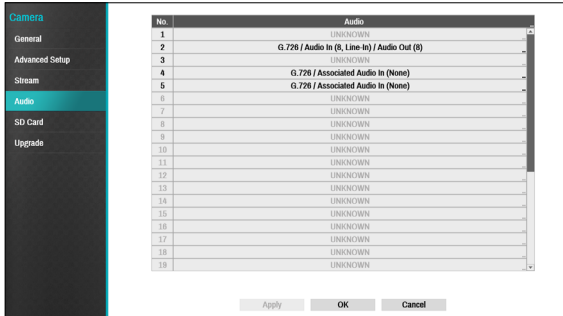 Camera
General
Advanced Setup
Stream
Audio
SD Card
Upgrade
No. Audio
1 UNKNOWN
2 G.726 / Audio In (8, Line-In) / Audio Out (8)
3 UNKNOWN
4 G.726 / Associated Audio In (None)
5 G.726 / Associated Audio In (None)
6 UNKNOWN
7 UNKNOWN
8 UNKNOWN
9 UNKNOWN
10 UNKNOWN
11 UNKNOWN
12 UNKNOWN
13 UNKNOWN
14 UNKNOWN
15 UNKNOWN
16 UNKNOWN
17 UNKNOWN
18 UNKNOWN
19 UNKNOWN
Apply OK Cancel